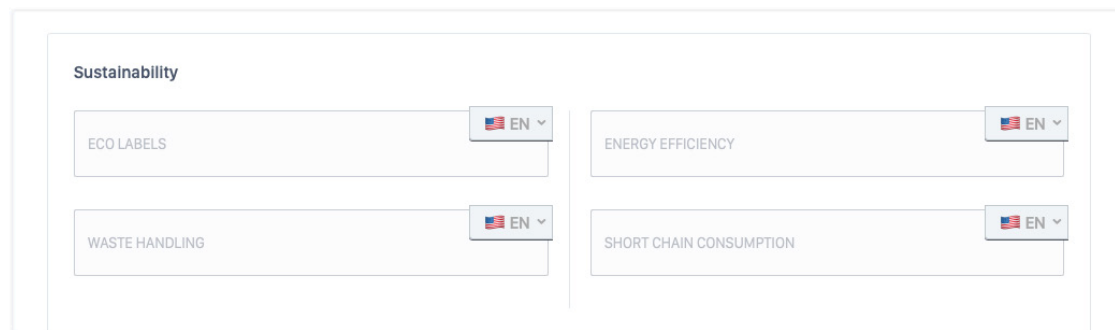 Sustainability
ECO LABELS
EN
ENERGY EFFICIENCY
EN
WASTE HANDLING
EN
SHORT CHAIN CONSUMPTION
EN